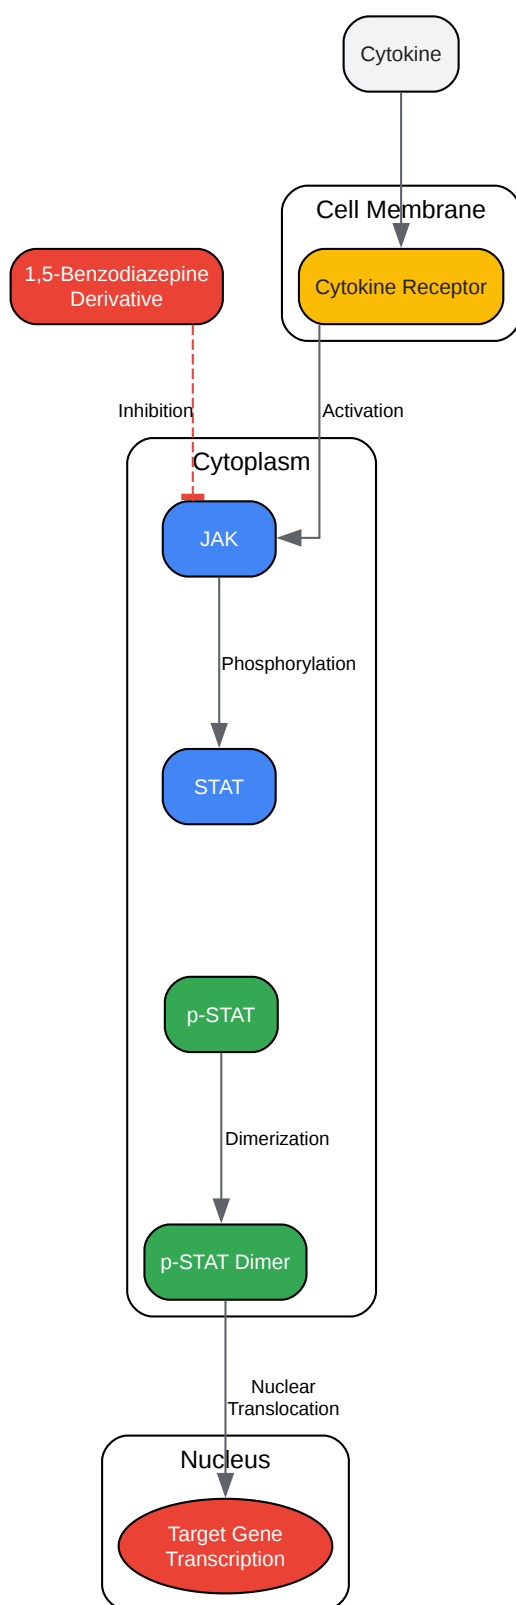 Cytokine
Cell Membrane
1,5-Benzodiazepine
Derivative
Cytokine Receptor
Inhibition
Activation
Cytoplasm
JAK
Phosphorylation
STAT
p-STAT
Dimerization
p-STAT Dimer
Nuclear
Translocation
Nucleus
Target Gene
Transcription